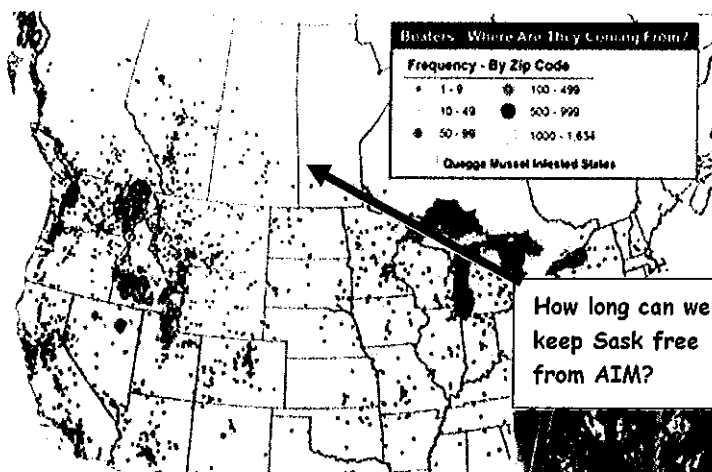 Boaters: Where Are They Coming From?
Frequency - By Zip Code
1 - 9
100 - 499
10 - 49
500 - 999
50 - 99
1000 - 1,634
Quagga Mussel Infested States
How long can we
keep Sask free
from AIM?